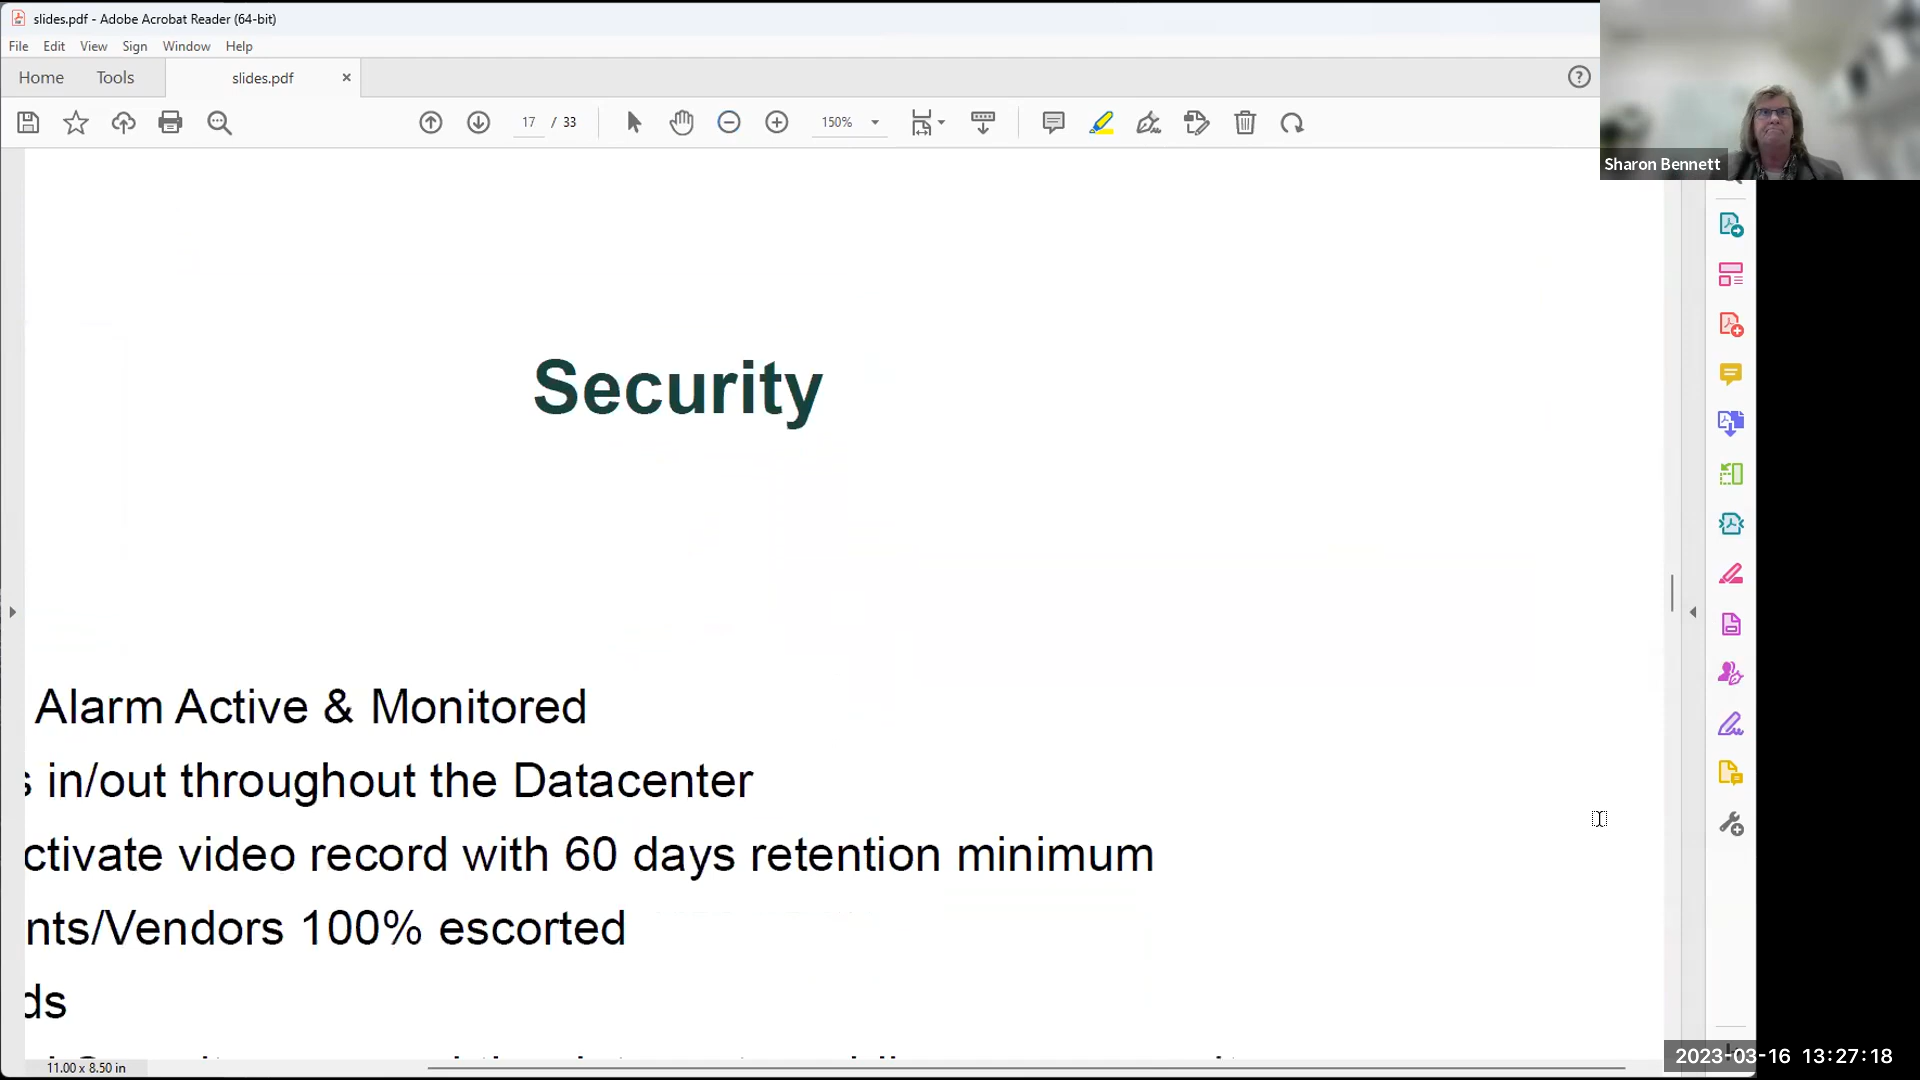 slides.pdf - Adobe Acrobat Reader (64-bit)
File Edit View Sign Window Help
Home Tools slides.pdf
17 / 33 150%
Sharon Bennett
Security
Alarm Active & Monitored
s in/out throughout the Datacenter
ctivate video record with 60 days retention minimum
nts/Vendors 100% escorted
ds
11.00 x 8.50 in
2023-03-16 13:27:18